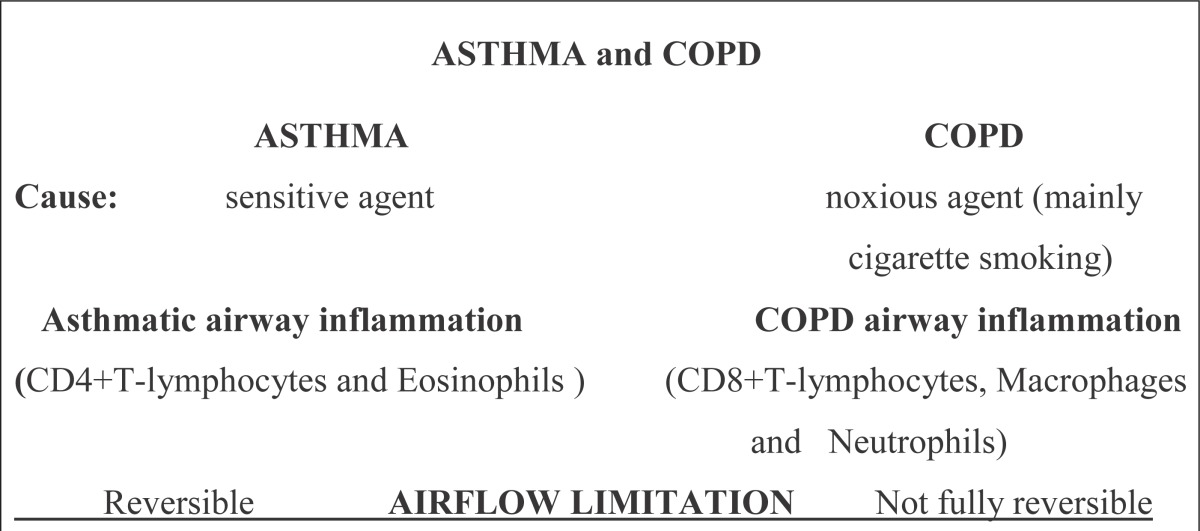 ASTHMA and COPD
ASTHMA COPD
Cause: sensitive agent noxious agent (mainly
cigarette smoking)
Asthmatic airway inflammation COPD airway inflammation
(CD4+T-lymphocytes and Eosinophils ) (CD8+T-lymphocytes, Macrophages
and Neutrophils)
Reversible AIRFLOW LIMITATION Not fully reversible